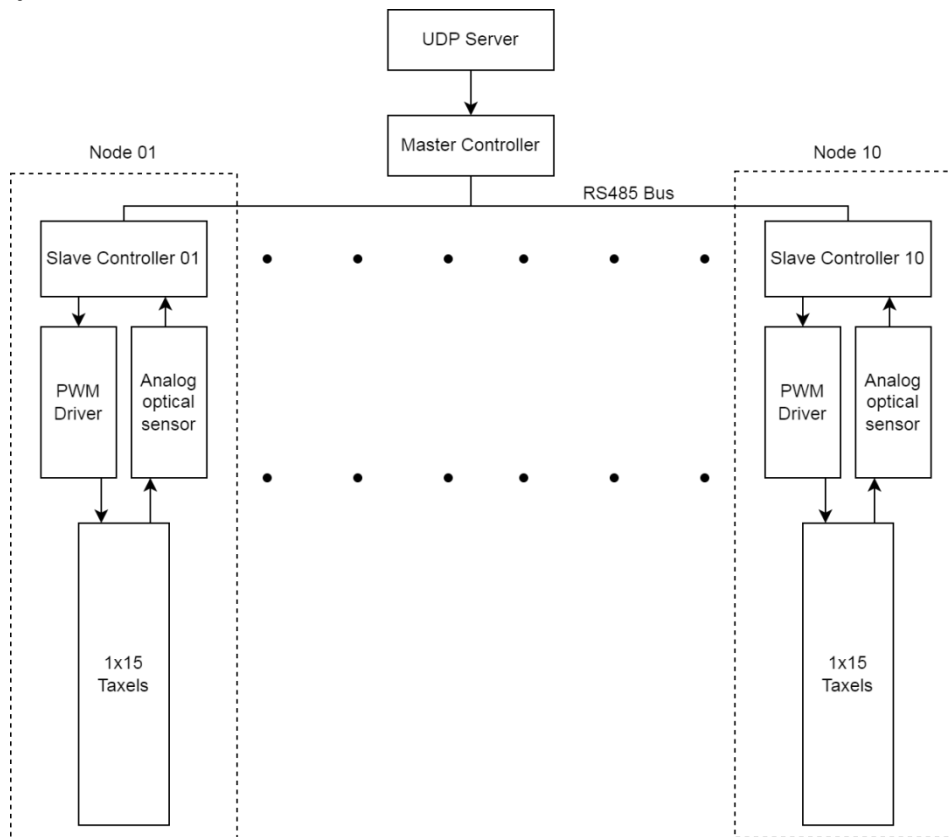 UDP Server
Master Controller
Node 01
Node 10
RS485 Bus
Slave Controller 01
Slave Controller 10
PWM
Driver
Analog
optical
sensor
PWM
Driver
Analog
optical
sensor
1x15
Taxels
1x15
Taxels